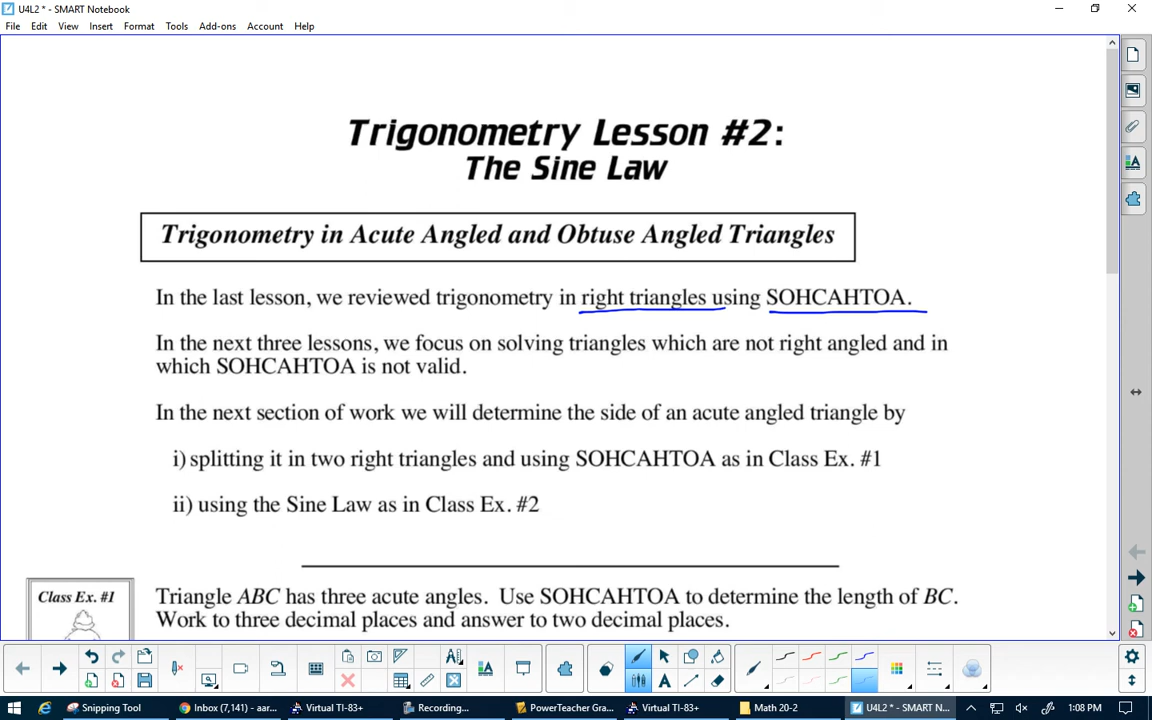 U4L2 * - SMART Notebook
File Edit View Insert Format Tools Add-ons Account Help
Trigonometry Lesson #2:
The Sine Law
Trigonometry in Acute Angled and Obtuse Angled Triangles
In the last lesson, we reviewed trigonometry in right triangles using SOHCAHTOA.
In the next three lessons, we focus on solving triangles which are not right angled and in
which SOHCAHTOA is not valid.
In the next section of work we will determine the side of an acute angled triangle by
i) splitting it in two right triangles and using SOHCAHTOA as in Class Ex. #1
ii) using the Sine Law as in Class Ex. #2
Class Ex. #1
Triangle ABC has three acute angles. Use SOHCAHTOA to determine the length of BC.
Work to three decimal places and answer to two decimal places.
Snipping Tool Inbox (7,141) - aar... Virtual TI-83+ Recording... PowerTeacher Gra... Virtual TI-83+ Math 20-2 U4L2 * - SMART N... 1:08 PM